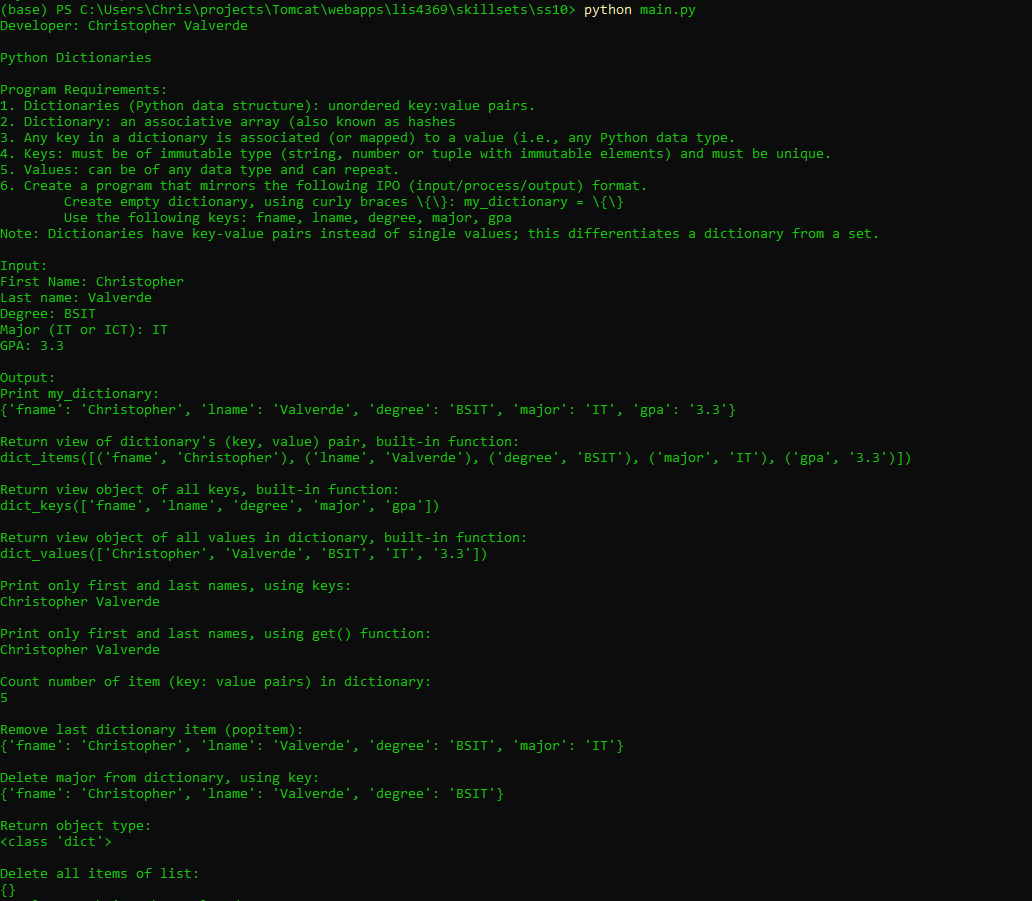 (base) PS C:\Users\Chris\projects\Tomcat\webapps\lis4369\skillsets\ss10> python main.py
Developer: Christopher Valverde
Python Dictionaries
Program Requirements:
1. Dictionaries (Python data structure): unordered key:value pairs.
2. Dictionary: an associative array (also known as hashes
3. Any key in a dictionary is associated (or mapped) to a value (i.e., any Python data type.
4. Keys: must be of immutable type (string, number or tuple with immutable elements) and must be unique.
5. Values: can be of any data type and can repeat.
6. Create a program that mirrors the following IPO (input/process/output) format.
Create empty dictionary, using curly braces \{\}: my_dictionary = \{\}
Use the following keys: fname, lname, degree, major, gpa
Note: Dictionaries have key-value pairs instead of single values; this differentiates a dictionary from a set.
Input:
First Name: Christopher
Last name: Valverde
Degree: BSIT
Major (IT or ICT): IT
GPA: 3.3
Output:
Print my_dictionary:
{'fname': 'Christopher', 'lname': 'Valverde', 'degree': 'BSIT', 'major': 'IT', 'gpa': '3.3'}
Return view of dictionary's (key, value) pair, built-in function:
dict_items([('fname', 'Christopher'), ('lname', 'Valverde'), ('degree', 'BSIT'), ('major', 'IT'), ('gpa', '3.3')])
Return view object of all keys, built-in function:
dict_keys(['fname', 'lname', 'degree', 'major', 'gpa'])
Return view object of all values in dictionary, built-in function:
dict_values(['Christopher', 'Valverde', 'BSIT', 'IT', '3.3'])
Print only first and last names, using keys:
Christopher Valverde
Print only first and last names, using get() function:
Christopher Valverde
Count number of item (key: value pairs) in dictionary:
5
Remove last dictionary item (popitem):
{'fname': 'Christopher', 'lname': 'Valverde', 'degree': 'BSIT', 'major': 'IT'}
Delete major from dictionary, using key:
{'fname': 'Christopher', 'lname': 'Valverde', 'degree': 'BSIT'}
Return object type:
<class 'dict'>
Delete all items of list:
{}